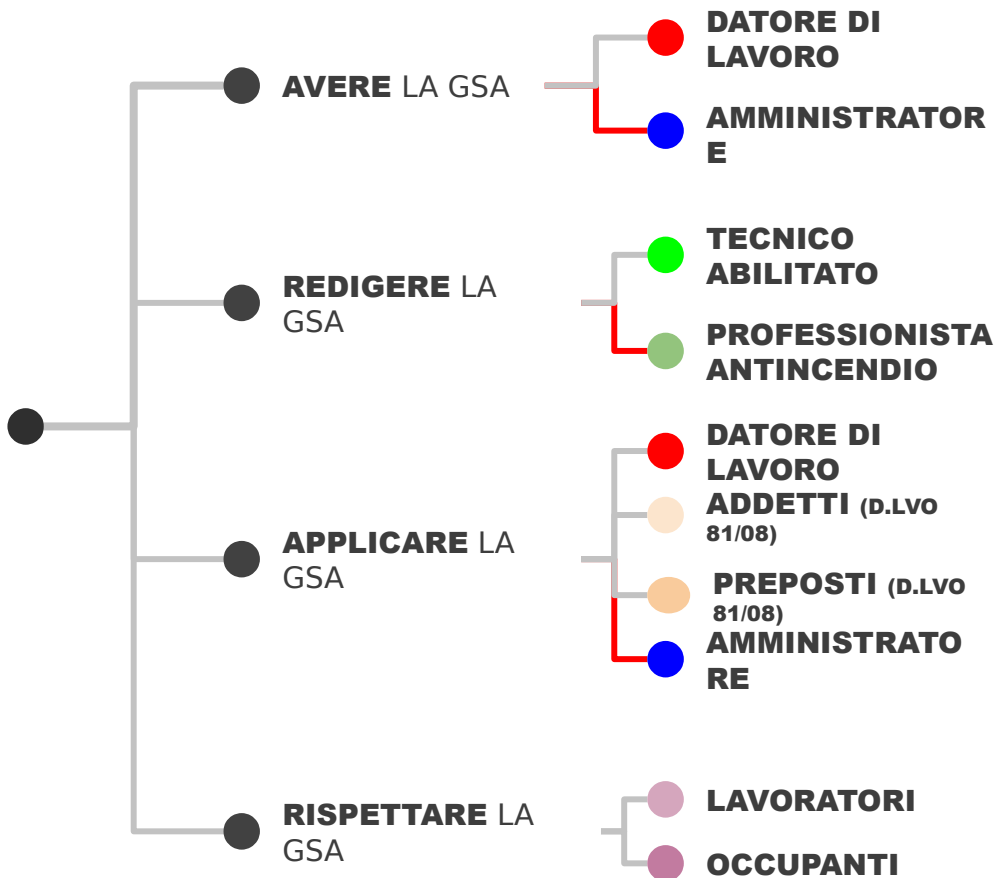 AVERE LA GSA
DATORE DI
LAVORO
AMMINISTRATOR
E
REDIGERE LA
GSA
TECNICO
ABILITATO
PROFESSIONISTA
ANTINCENDIO
APPLICARE LA
GSA
DATORE DI
LAVORO
ADDETTI (D.LVO
81/08)
PREPOSTI (D.LVO
81/08)
AMMINISTRATO
RE
RISPETTARE LA
GSA
LAVORATORI
OCCUPANTI